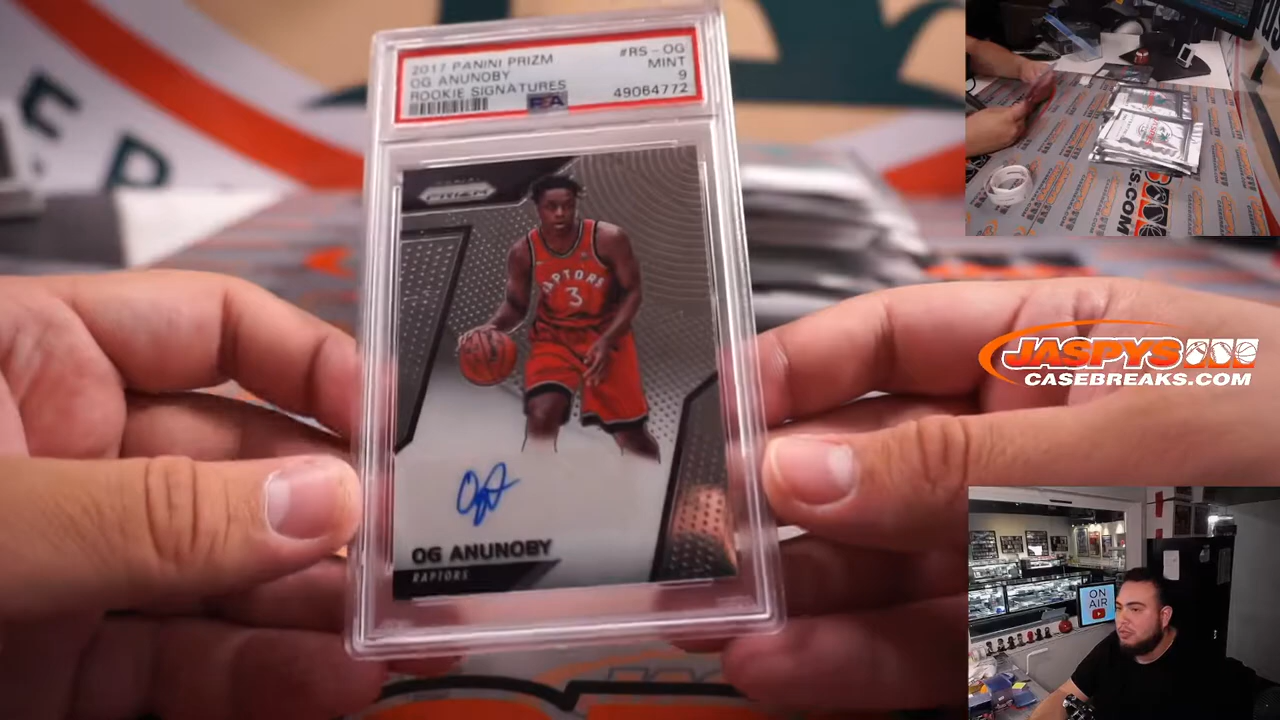 2017 PANINI PRIZM #RS-OG
OG ANUNOBY MINT
ROOKIE SIGNATURES 9
PSA 49064772
PANINI
PRIZM
RAPTORS
3
OG ANUNOBY
RAPTORS
JASPYS
CASEBREAKS.COM
ON
AIR